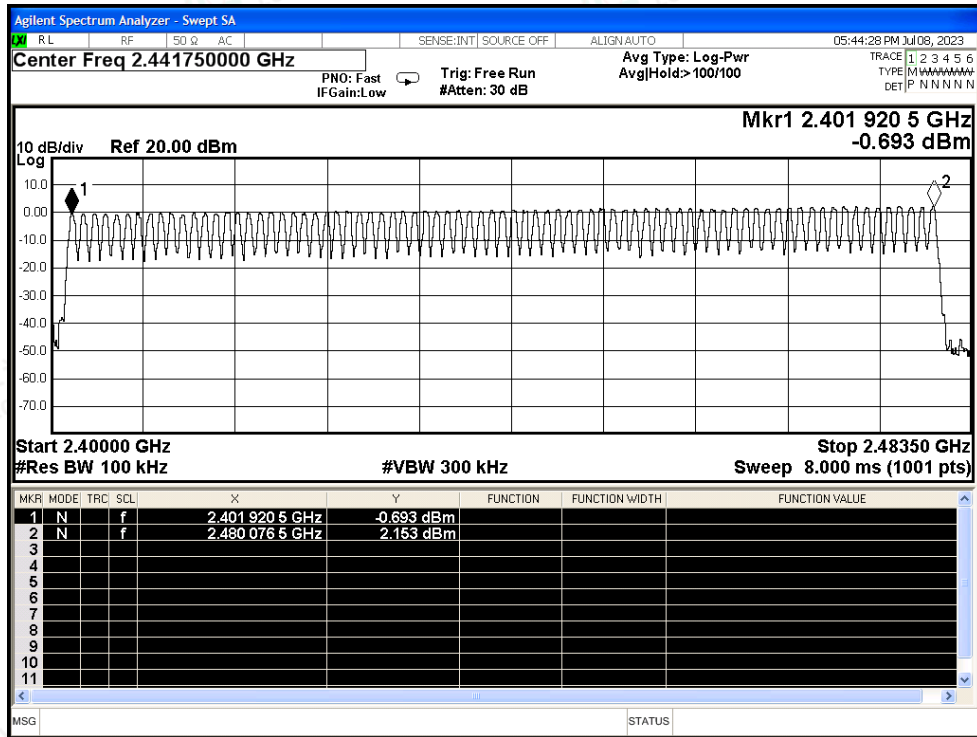 Agilent Spectrum Analyzer - Swept SA
LXI RL RF 50 Ω AC SENSE:INT SOURCE OFF ALIGN AUTO 05:44:28 PM Jul 08, 2023
Center Freq 2.441750000 GHz Avg Type: Log-Pwr TRACE 1 2 3 4 5 6
PNO: Fast Trig: Free Run Avg|Hold:>100/100 TYPE M
IFGain:Low #Atten: 30 dB DET P N N N N N
Mkr1 2.401 920 5 GHz
10 dB/div Ref 20.00 dBm -0.693 dBm
Log
10.0
1 2
0.00
-10.0
-20.0
-30.0
-40.0
-50.0
-60.0
-70.0
Start 2.40000 GHz Stop 2.48350 GHz
#Res BW 100 kHz #VBW 300 kHz Sweep 8.000 ms (1001 pts)
MKR MODE TRC SCL X Y FUNCTION FUNCTION WIDTH FUNCTION VALUE
1 N f 2.401 920 5 GHz -0.693 dBm
2 N f 2.480 076 5 GHz 2.153 dBm
3
4
5
6
7
8
9
10
11
MSG STATUS